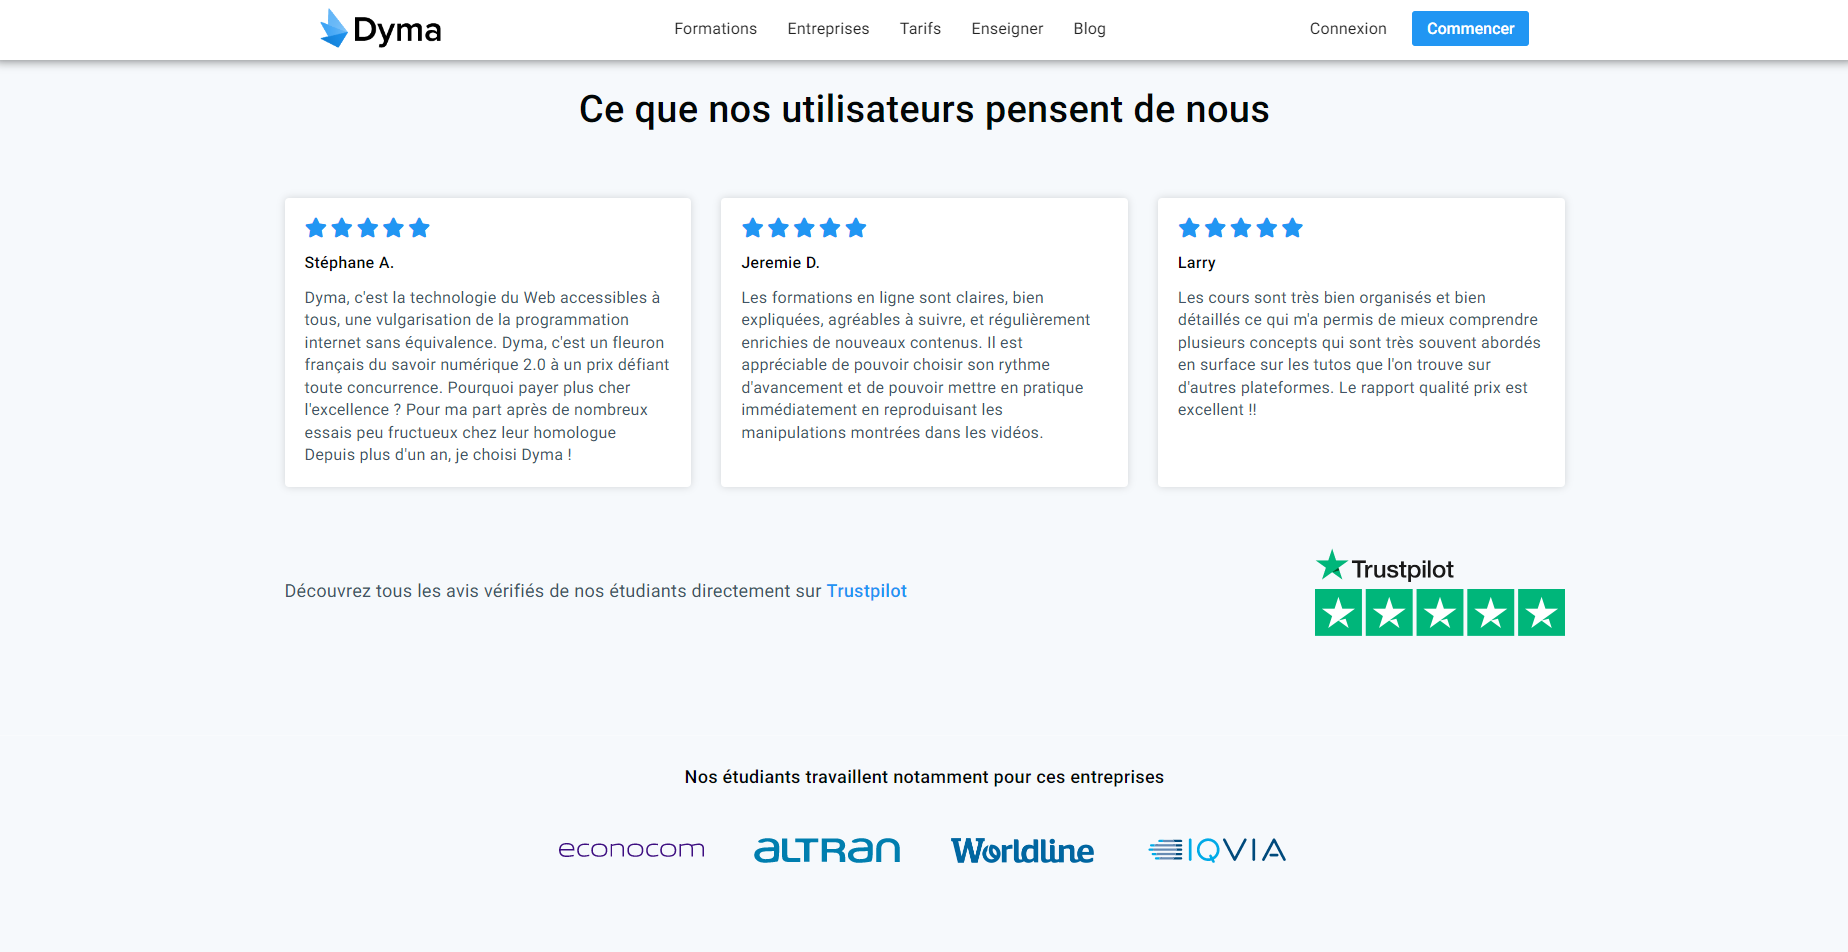 Dyma
Formations
Entreprises
Tarifs
Enseigner
Blog
Connexion
Commencer
Ce que nos utilisateurs pensent de nous
Stéphane A.
Dyma, c'est la technologie du Web accessibles à
tous, une vulgarisation de la programmation
internet sans équivalence. Dyma, c'est un fleuron
français du savoir numérique 2.0 à un prix défiant
toute concurrence. Pourquoi payer plus cher
l'excellence ? Pour ma part après de nombreux
essais peu fructueux chez leur homologue
Depuis plus d'un an, je choisi Dyma !
Jeremie D.
Les formations en ligne sont claires, bien
expliquées, agréables à suivre, et régulièrement
enrichies de nouveaux contenus. Il est
appréciable de pouvoir choisir son rythme
d'avancement et de pouvoir mettre en pratique
immédiatement en reproduisant les
manipulations montrées dans les vidéos.
Larry
Les cours sont très bien organisés et bien
détaillés ce qui m'a permis de mieux comprendre
plusieurs concepts qui sont très souvent abordés
en surface sur les tutos que l'on trouve sur
d'autres plateformes. Le rapport qualité prix est
excellent !!
Découvrez tous les avis vérifiés de nos étudiants directement sur Trustpilot
Trustpilot
Nos étudiants travaillent notamment pour ces entreprises
econocom
ALTRAN
Worldline
IQVIA